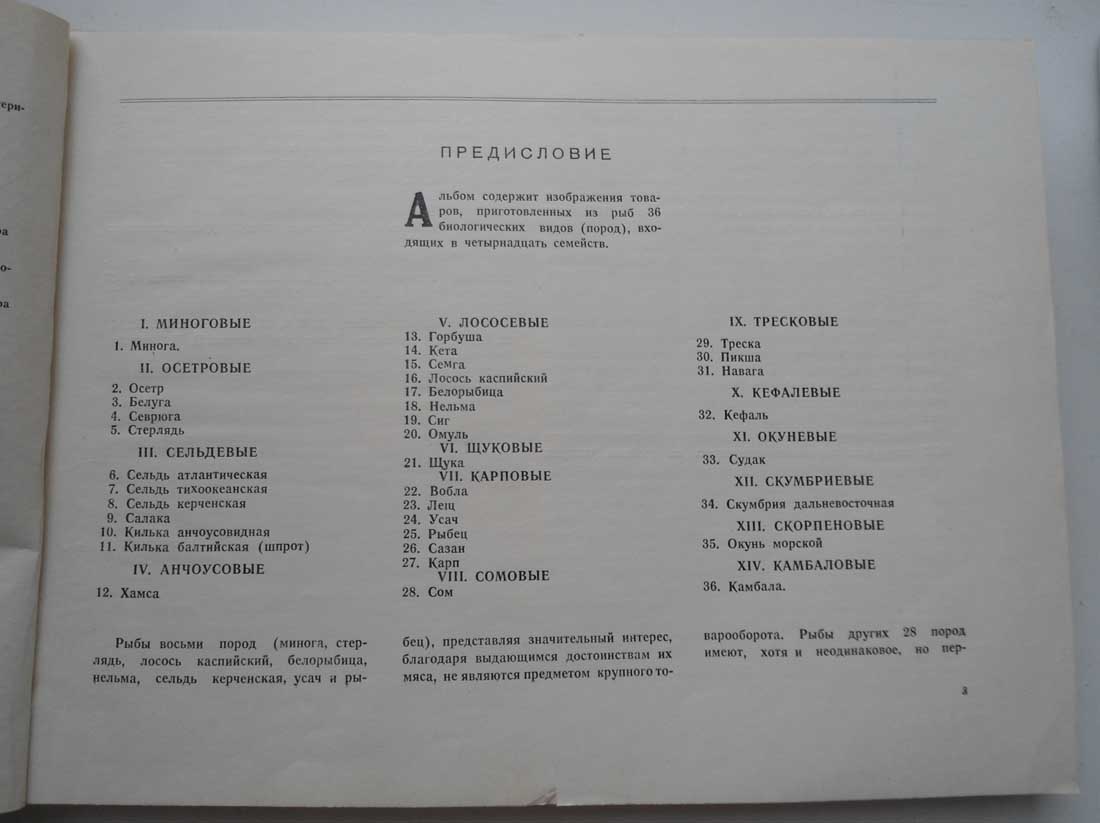 ери-
ра
о-
ра
ПРЕДИСЛОВИЕ
Альбом содержит изображения това-
ров, приготовленных из рыб 36
биологических видов (пород), вхо-
дящих в четырнадцать семейств.
I. МИНОГОВЫЕ
1. Минога.
II. ОСЕТРОВЫЕ
2. Осетр
3. Белуга
4. Севрюга
5. Стерлядь
III. СЕЛЬДЕВЫЕ
6. Сельдь атлантическая
7. Сельдь тихоокеанская
8. Сельдь керченская
9. Салака
10. Килька анчоусовидная
11. Килька балтийская (шпрот)
IV. АНЧОУСОВЫЕ
12. Хамса
V. ЛОСОСЕВЫЕ
13. Горбуша
14. Кета
15. Семга
16. Лосось каспийский
17. Белорыбица
18. Нельма
19. Сиг
20. Омуль
VI. ЩУКОВЫЕ
21. Щука
VII. КАРПОВЫЕ
22. Вобла
23. Лещ
24. Усач
25. Рыбец
26. Сазан
27. Карп
VIII. СОМОВЫЕ
28. Сом
IX. ТРЕСКОВЫЕ
29. Треска
30. Пикша
31. Навага
X. КЕФАЛЕВЫЕ
32. Кефаль
XI. ОКУНЕВЫЕ
33. Судак
XII. СКУМБРИЕВЫЕ
34. Скумбрия дальневосточная
XIII. СКОРПЕНОВЫЕ
35. Окунь морской
XIV. КАМБАЛОВЫЕ
36. Камбала.
Рыбы восьми пород (минога, стер-
лядь, лосось каспийский, белорыбица,
нельма, сельдь керченская, усач и ры-
бец), представляя значительный интерес,
благодаря выдающимся достоинствам их
мяса, не являются предметом крупного то-
варооборота. Рыбы других 28 пород
имеют, хотя и неодинаковое, но пер-
3